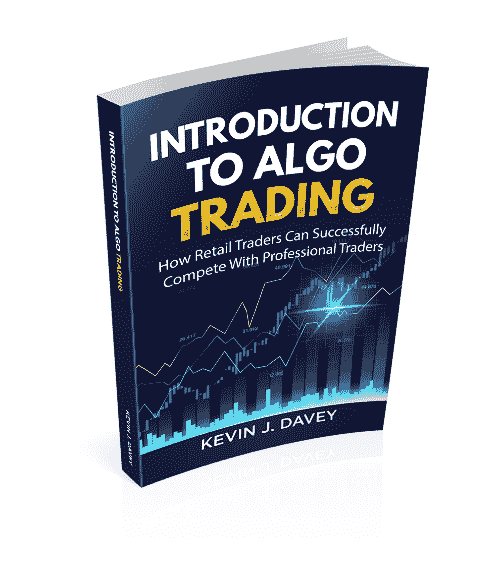 INTRODUCTION
TO ALGO
TRADING
How Retail Traders Can Successfully
Compete With Professional Traders
KEVIN J. DAVEY
INTRODUCTION TO ALGO TRADING
KEVIN J. DAVEY